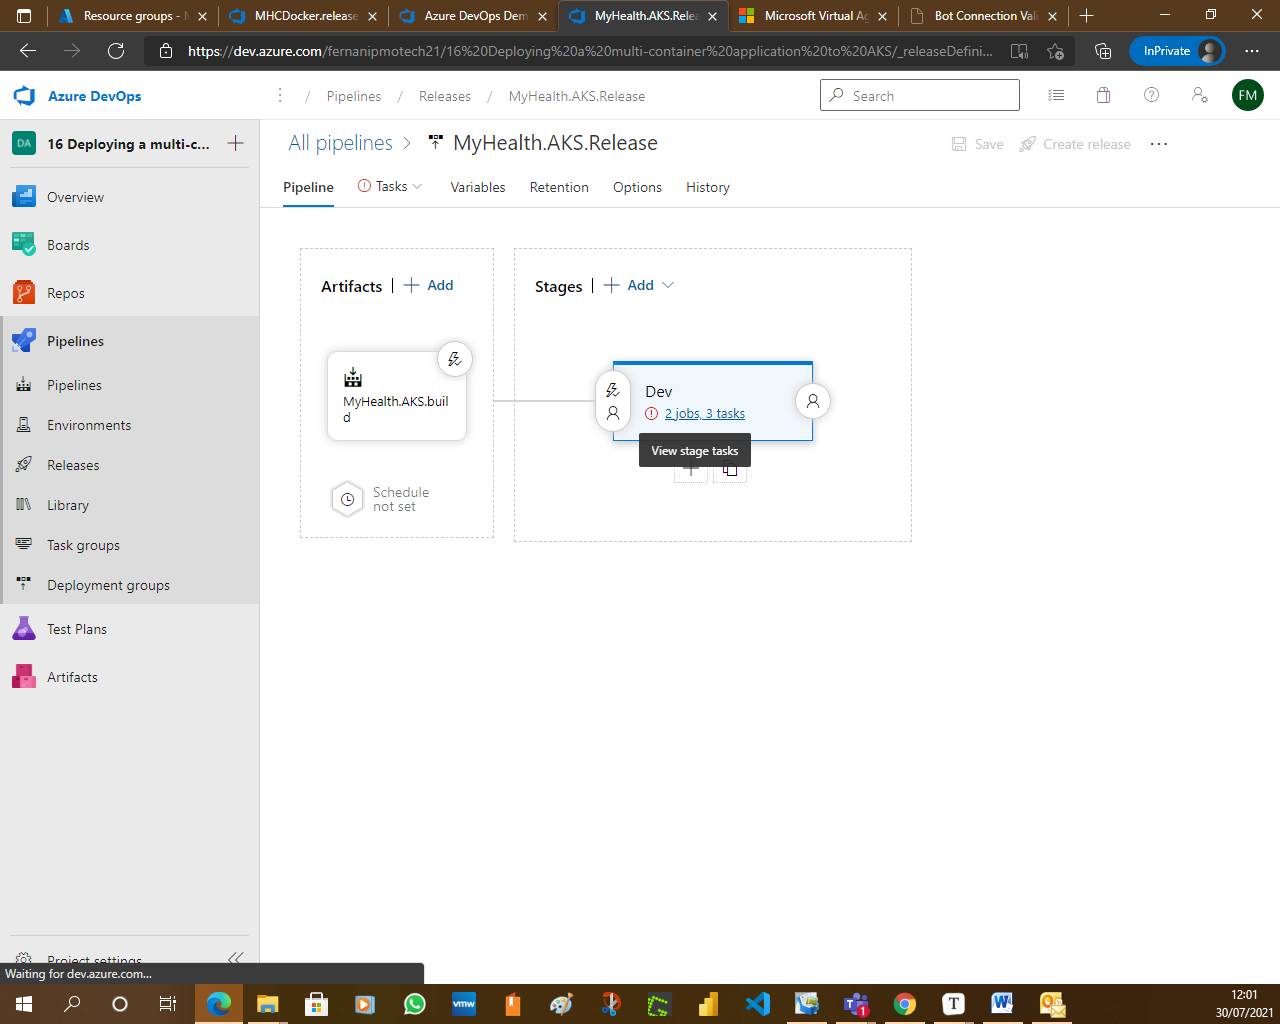 Resource groups - M
MHCDocker.release
Azure DevOps Dem
MyHealth.AKS.Relea
Microsoft Virtual Ag
Bot Connection Vali
https://dev.azure.com/fernanipmotech21/16%20Deploying%20a%20multi-container%20application%20to%20AKS/_releaseDefini...
InPrivate
Azure DevOps
/ Pipelines / Releases / MyHealth.AKS.Release
Search
FM
DA 16 Deploying a multi-c...
All pipelines > MyHealth.AKS.Release
Save
Create release
Pipeline Tasks Variables Retention Options History
Overview
Boards
Repos
Pipelines
Pipelines
Environments
Releases
Library
Task groups
Deployment groups
Test Plans
Artifacts
Project settings
Artifacts | Add
MyHealth.AKS.buil
d
Schedule
not set
Stages | Add
Dev
2 jobs, 3 tasks
View stage tasks
Waiting for dev.azure.com...
vmw
1
T
12:01
30/07/2021